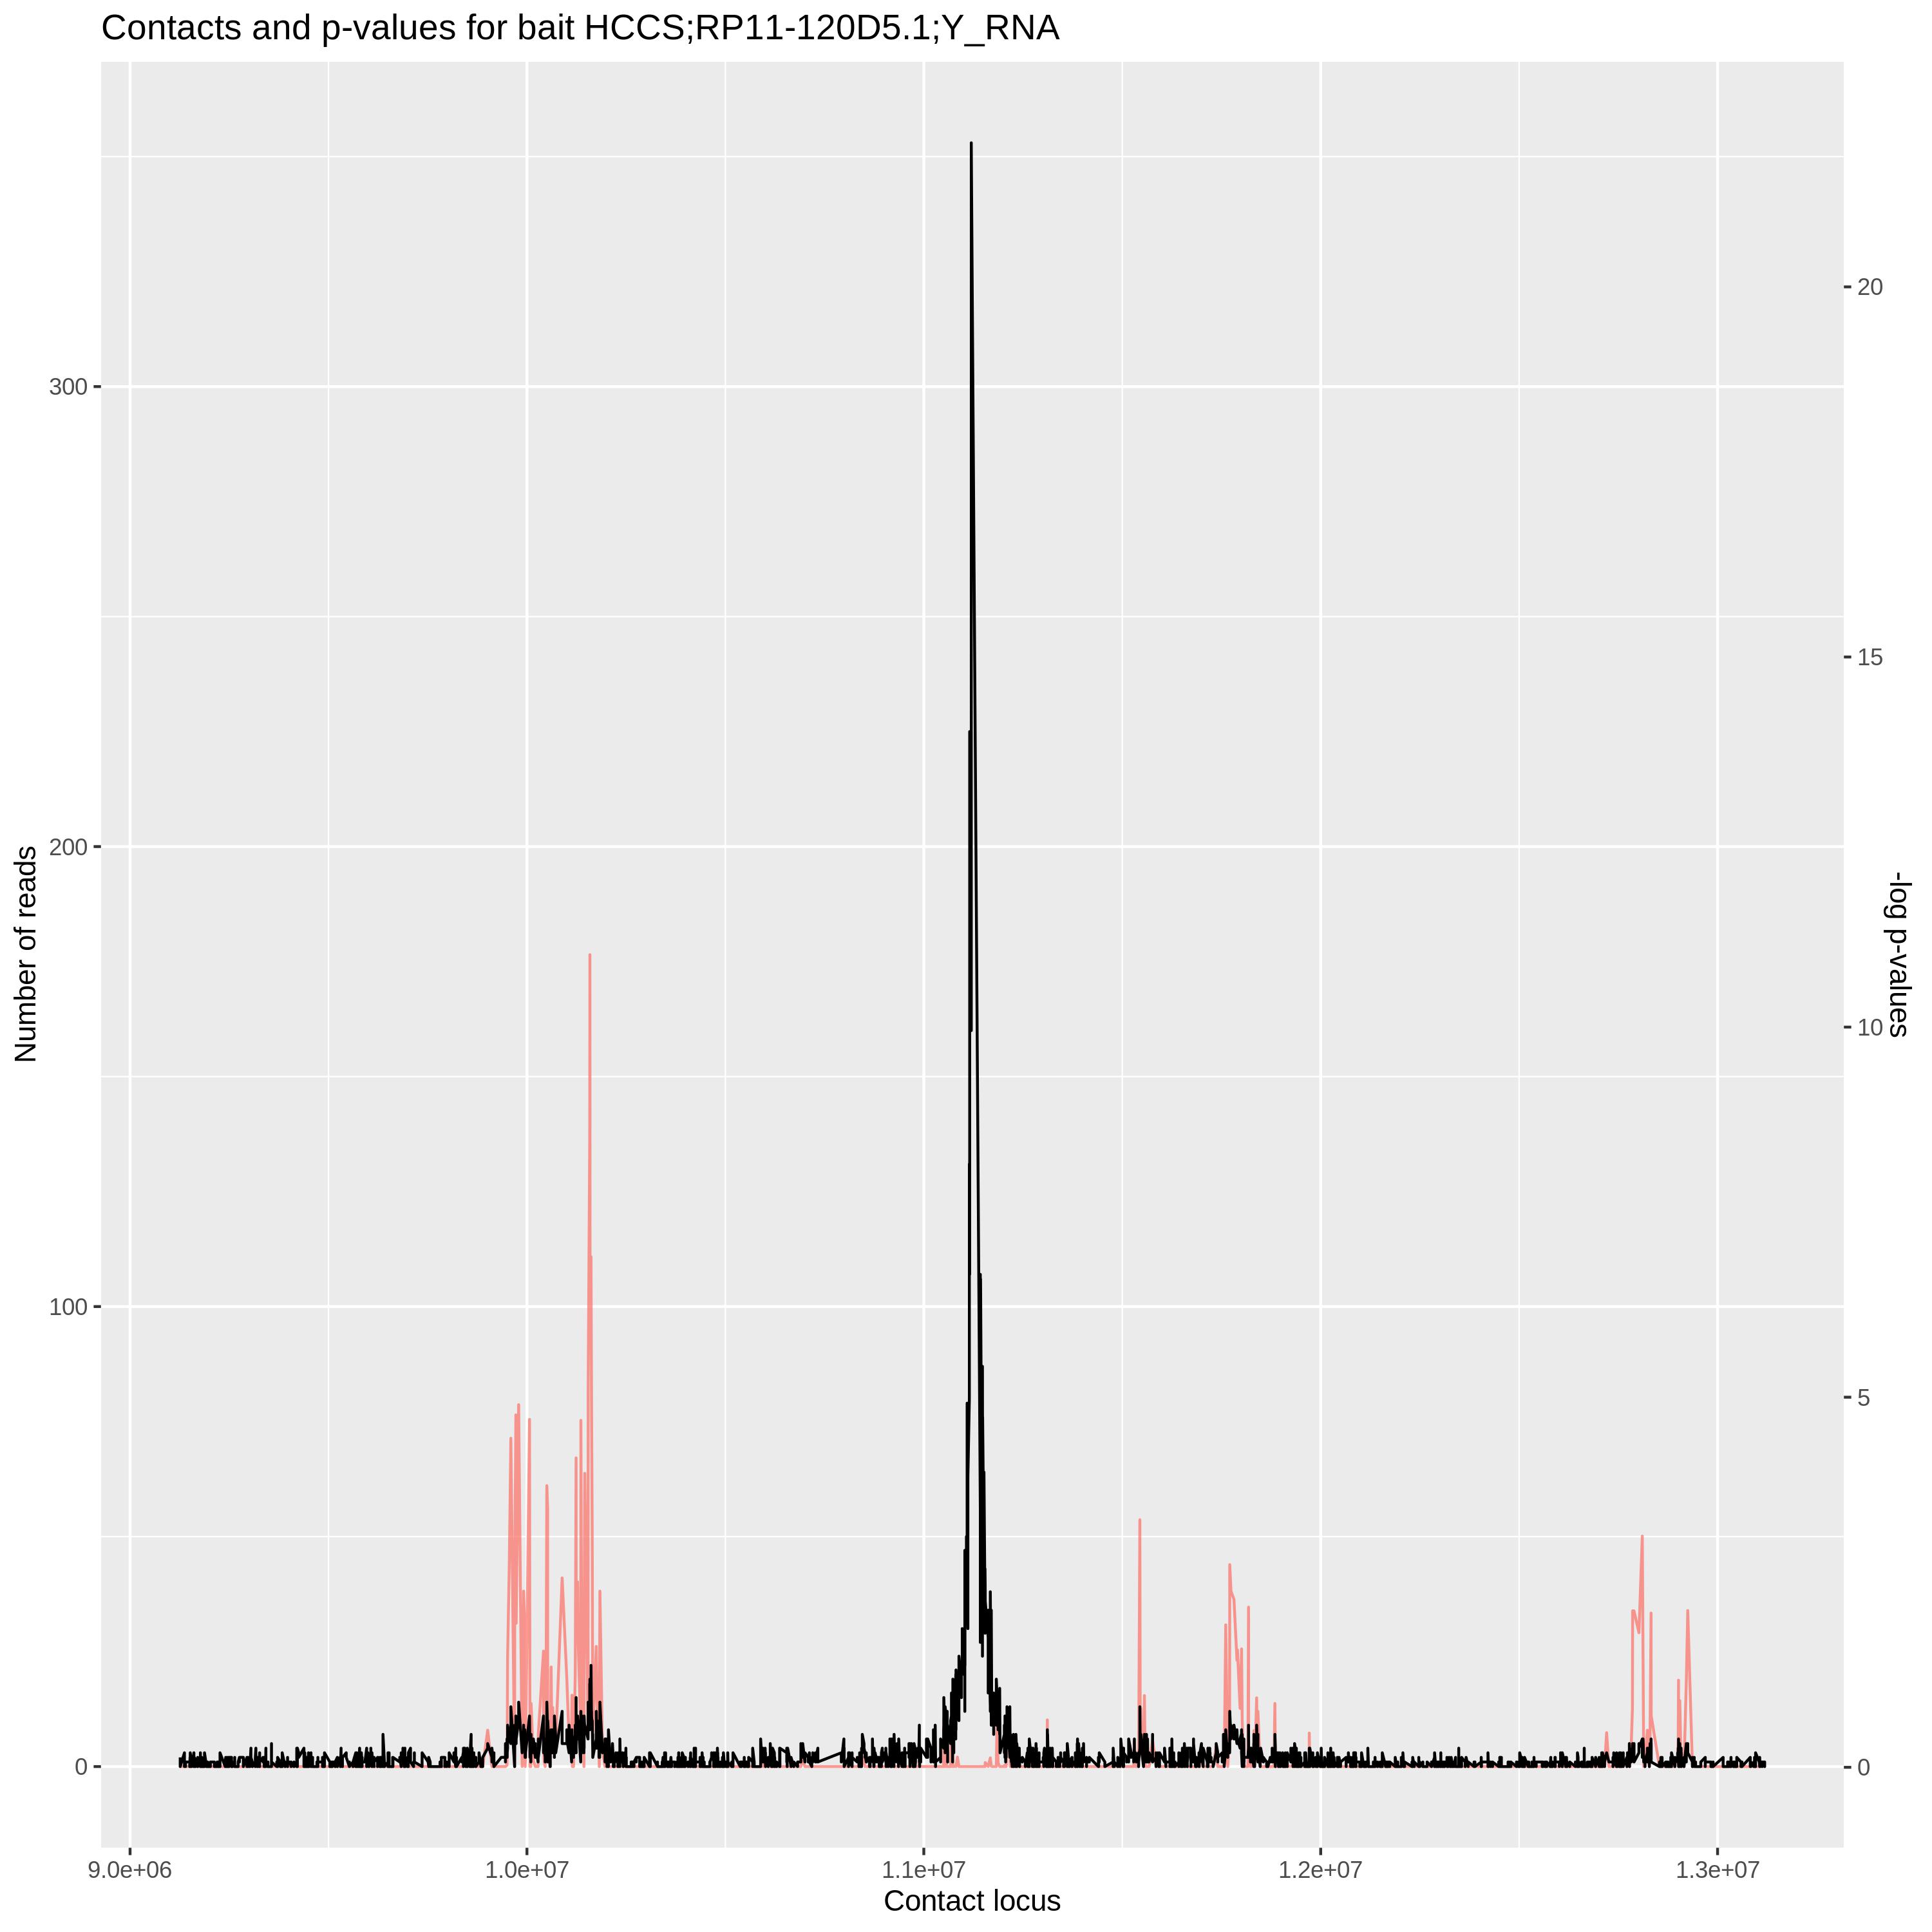 Contacts and p-values for bait HCCS;RP11-120D5.1;Y_RNA
300
200
100
0
Number of reads
20
15
10
5
0
-log p-values
9.0e+06 1.0e+07 1.1e+07 1.2e+07 1.3e+07
Contact locus